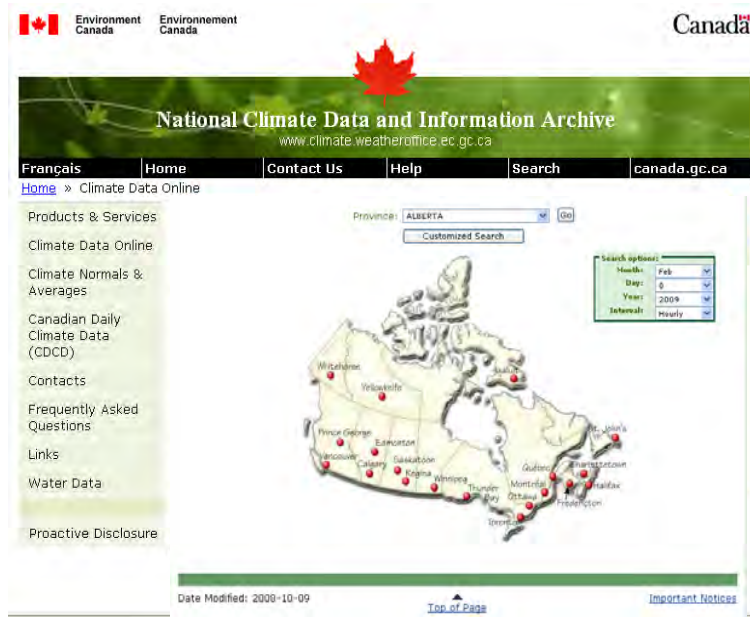 Environment Canada
Environnement Canada
Canada
National Climate Data and Information Archive
www.climate.weatheroffice.ec.gc.ca
Français Home Contact Us Help Search canada.gc.ca
Home » Climate Data Online
Products & Services
Climate Data Online
Climate Normals &
Averages
Canadian Daily
Climate Data
(CDCD)
Contacts
Frequently Asked
Questions
Links
Water Data
Proactive Disclosure
Province: ALBERTA Go
Customized Search
Search options:
Month: Feb
Day: 0
Year: 2009
Interval: Hourly
Whitehorse
Yellowknife
Iqaluit
Prince George
Edmonton
St. John's
Vancouver
Calgary
Saskatoon
Regina
Winnipeg
Thunder
Bay
Québec
Charlottetown
Montréal
Halifax
Ottawa
Fredericton
Toronto
Date Modified: 2008-10-09
Top of Page
Important Notices